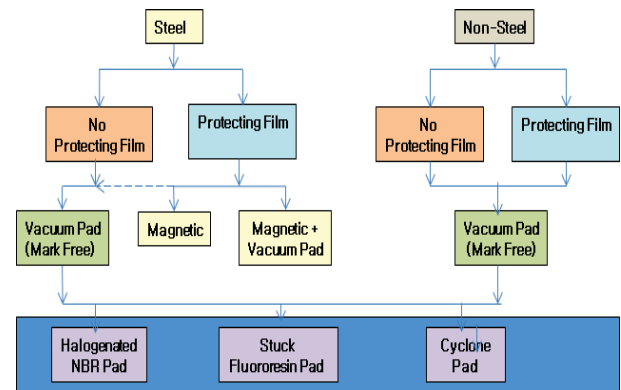 Steel
Non-Steel
No
Protecting Film
Protecting Film
No
Protecting Film
Protecting Film
Vacuum Pad
(Mark Free)
Magnetic
Magnetic +
Vacuum Pad
Vacuum Pad
(Mark Free)
Halogenated
NBR Pad
Stuck
Fluororesin Pad
Cyclone
Pad